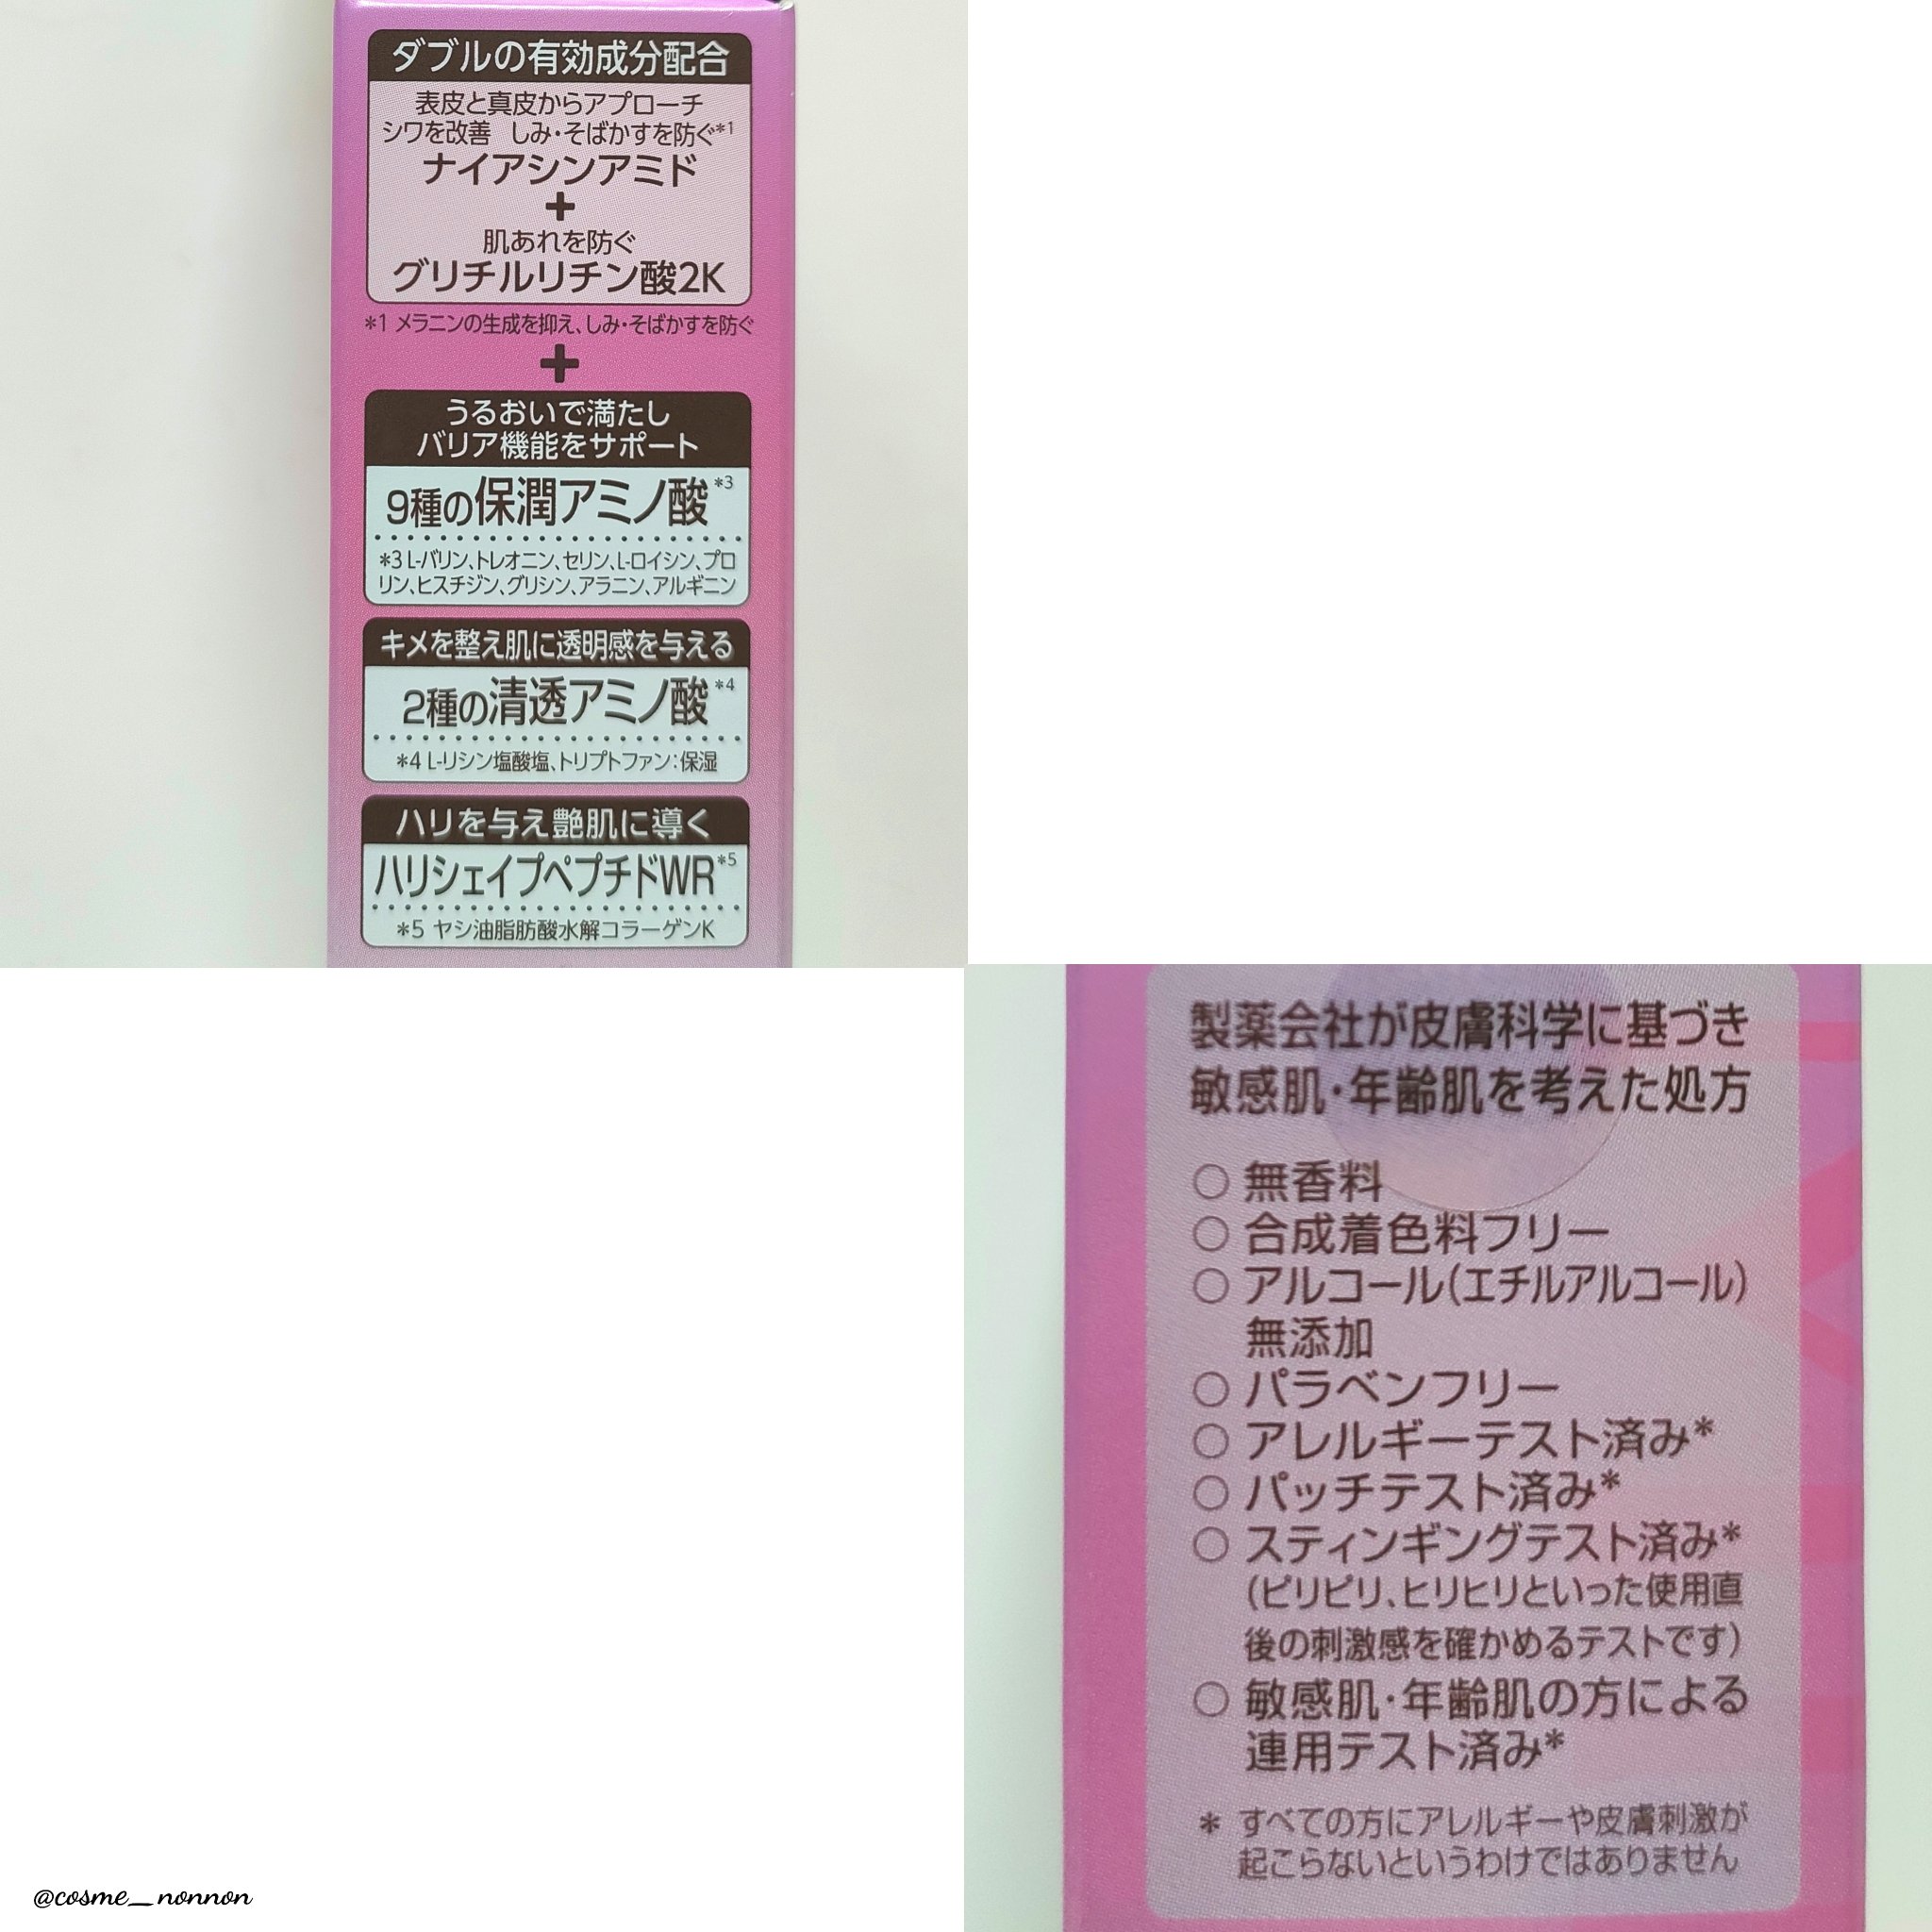 ダブルの有効成分配合
表皮と真皮からアプローチ
シワを改善 しみ・そばかすを防ぐ*1
ナイアシンアミド
+
肌あれを防ぐ
グリチルリチン酸2K
*1 メラニンの生成を抑え、しみ・そばかすを防ぐ
+
うるおいで満たし
バリア機能をサポート
9種の保潤アミノ酸*3
*3 L-バリン、トレオニン、セリン、L-ロイシン、プロ
リン、ヒスチジン、グリシン、アラニン、アルギニン
キメを整え肌に透明感を与える
2種の清透アミノ酸*4
*4 L-リシン塩酸塩、トリプトファン：保湿
ハリを与え艶肌に導く
ハリシェイプペプチドWR*5
*5 ヤシ油脂肪酸水解コラーゲンK
製薬会社が皮膚科学に基づき
敏感肌・年齢肌を考えた処方
○ 無香料
○ 合成着色料フリー
○ アルコール(エチルアルコール)
無添加
○ パラベンフリー
○ アレルギーテスト済み*
○ パッチテスト済み*
○ スティンギングテスト済み*
(ピリピリ、ヒリヒリといった使用直
後の刺激感を確かめるテストです)
○ 敏感肌・年齢肌の方による
連用テスト済み*
* すべての方にアレルギーや皮膚刺激が
起こらないというわけではありません
@cosme_nonnon